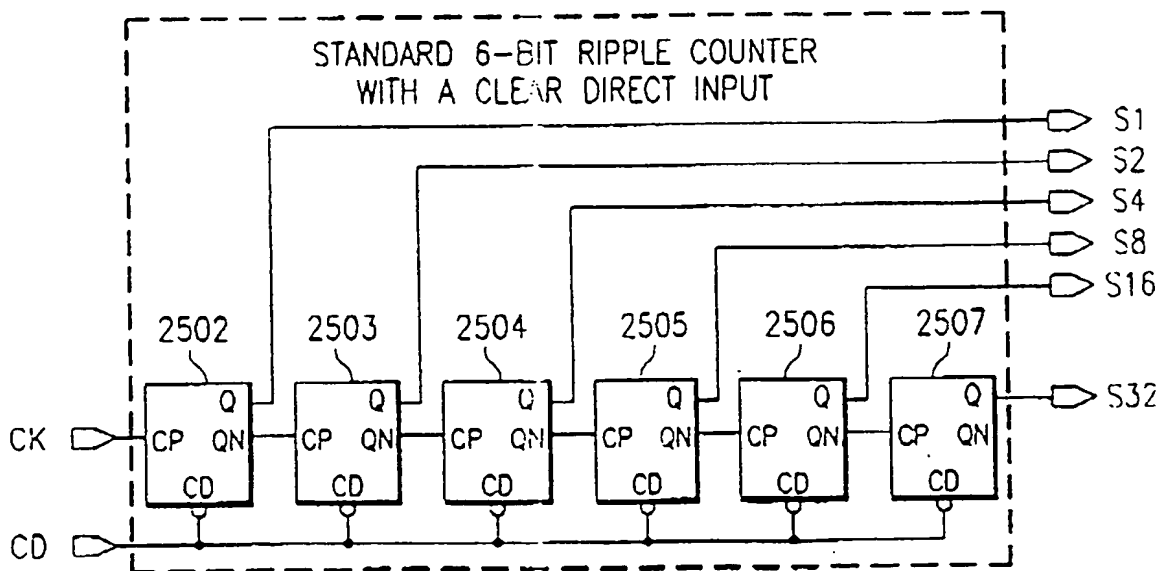 STANDARD 6-BIT RIPPLE COUNTER
WITH A CLEAR DIRECT INPUT
S1
S2
S4
S8
S16
2502 2503 2504 2505 2506 2507
Q Q Q Q Q Q S32
CK CP QN CP QN CP QN CP QN CP QN CP
CD CD CD CD CD CD
CD